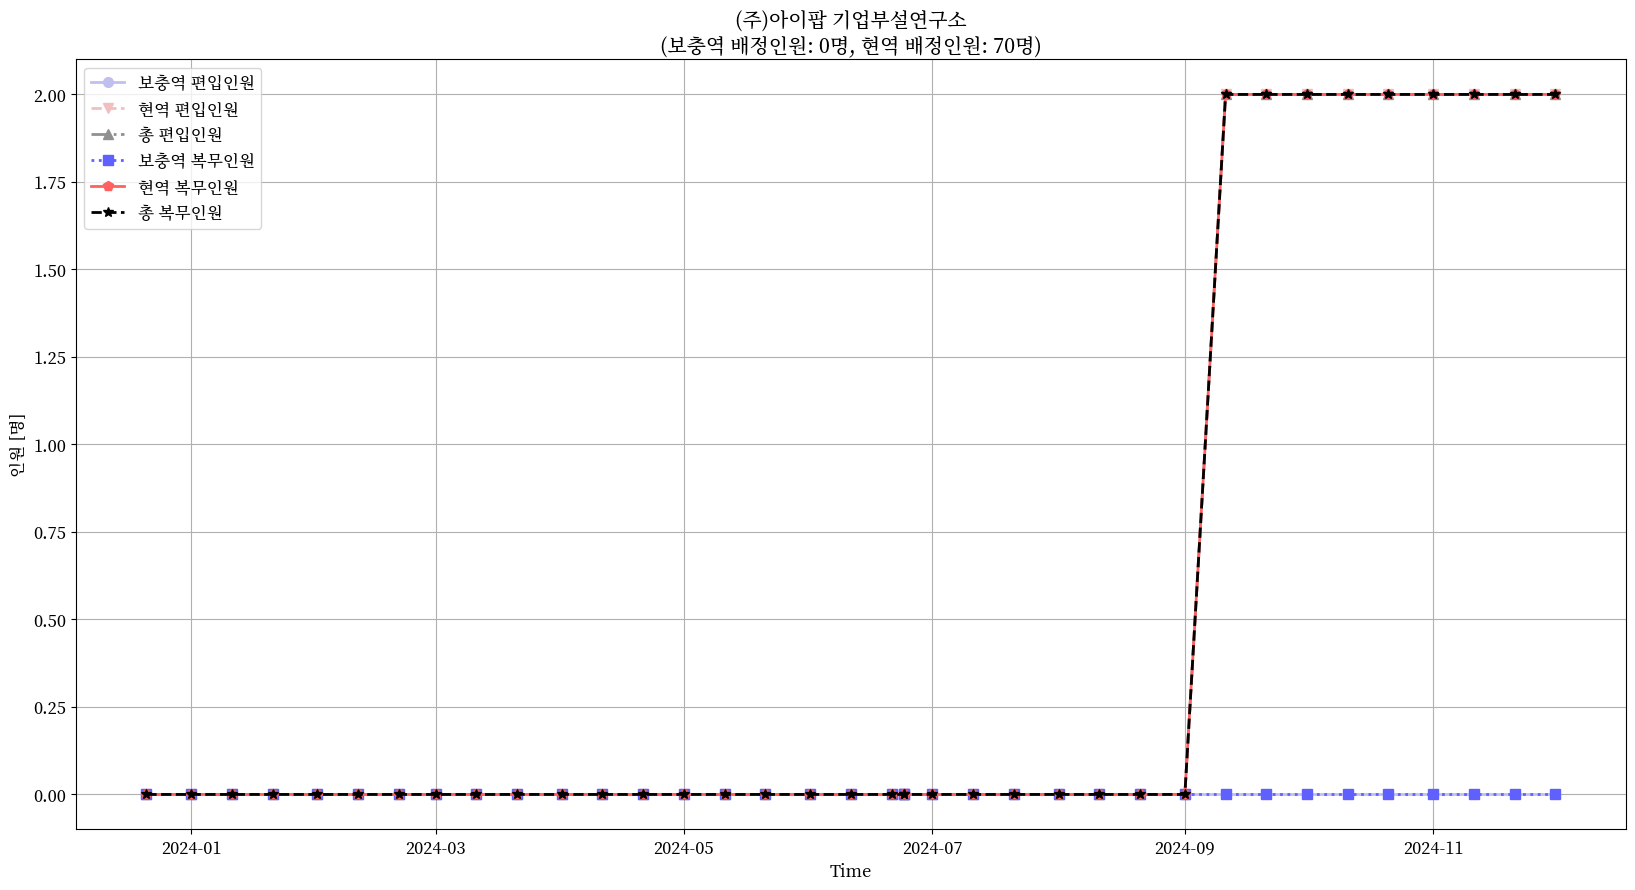 (주)아이팝 기업부설연구소
(보충역 배정인원: 0명, 현역 배정인원: 70명)
보충역 편입인원
현역 편입인원
총 편입인원
보충역 복무인원
현역 복무인원
총 복무인원
2.00
1.75
1.50
1.25
1.00
0.75
0.50
0.25
0.00
인원 [명]
2024-01
2024-03
2024-05
2024-07
2024-09
2024-11
Time